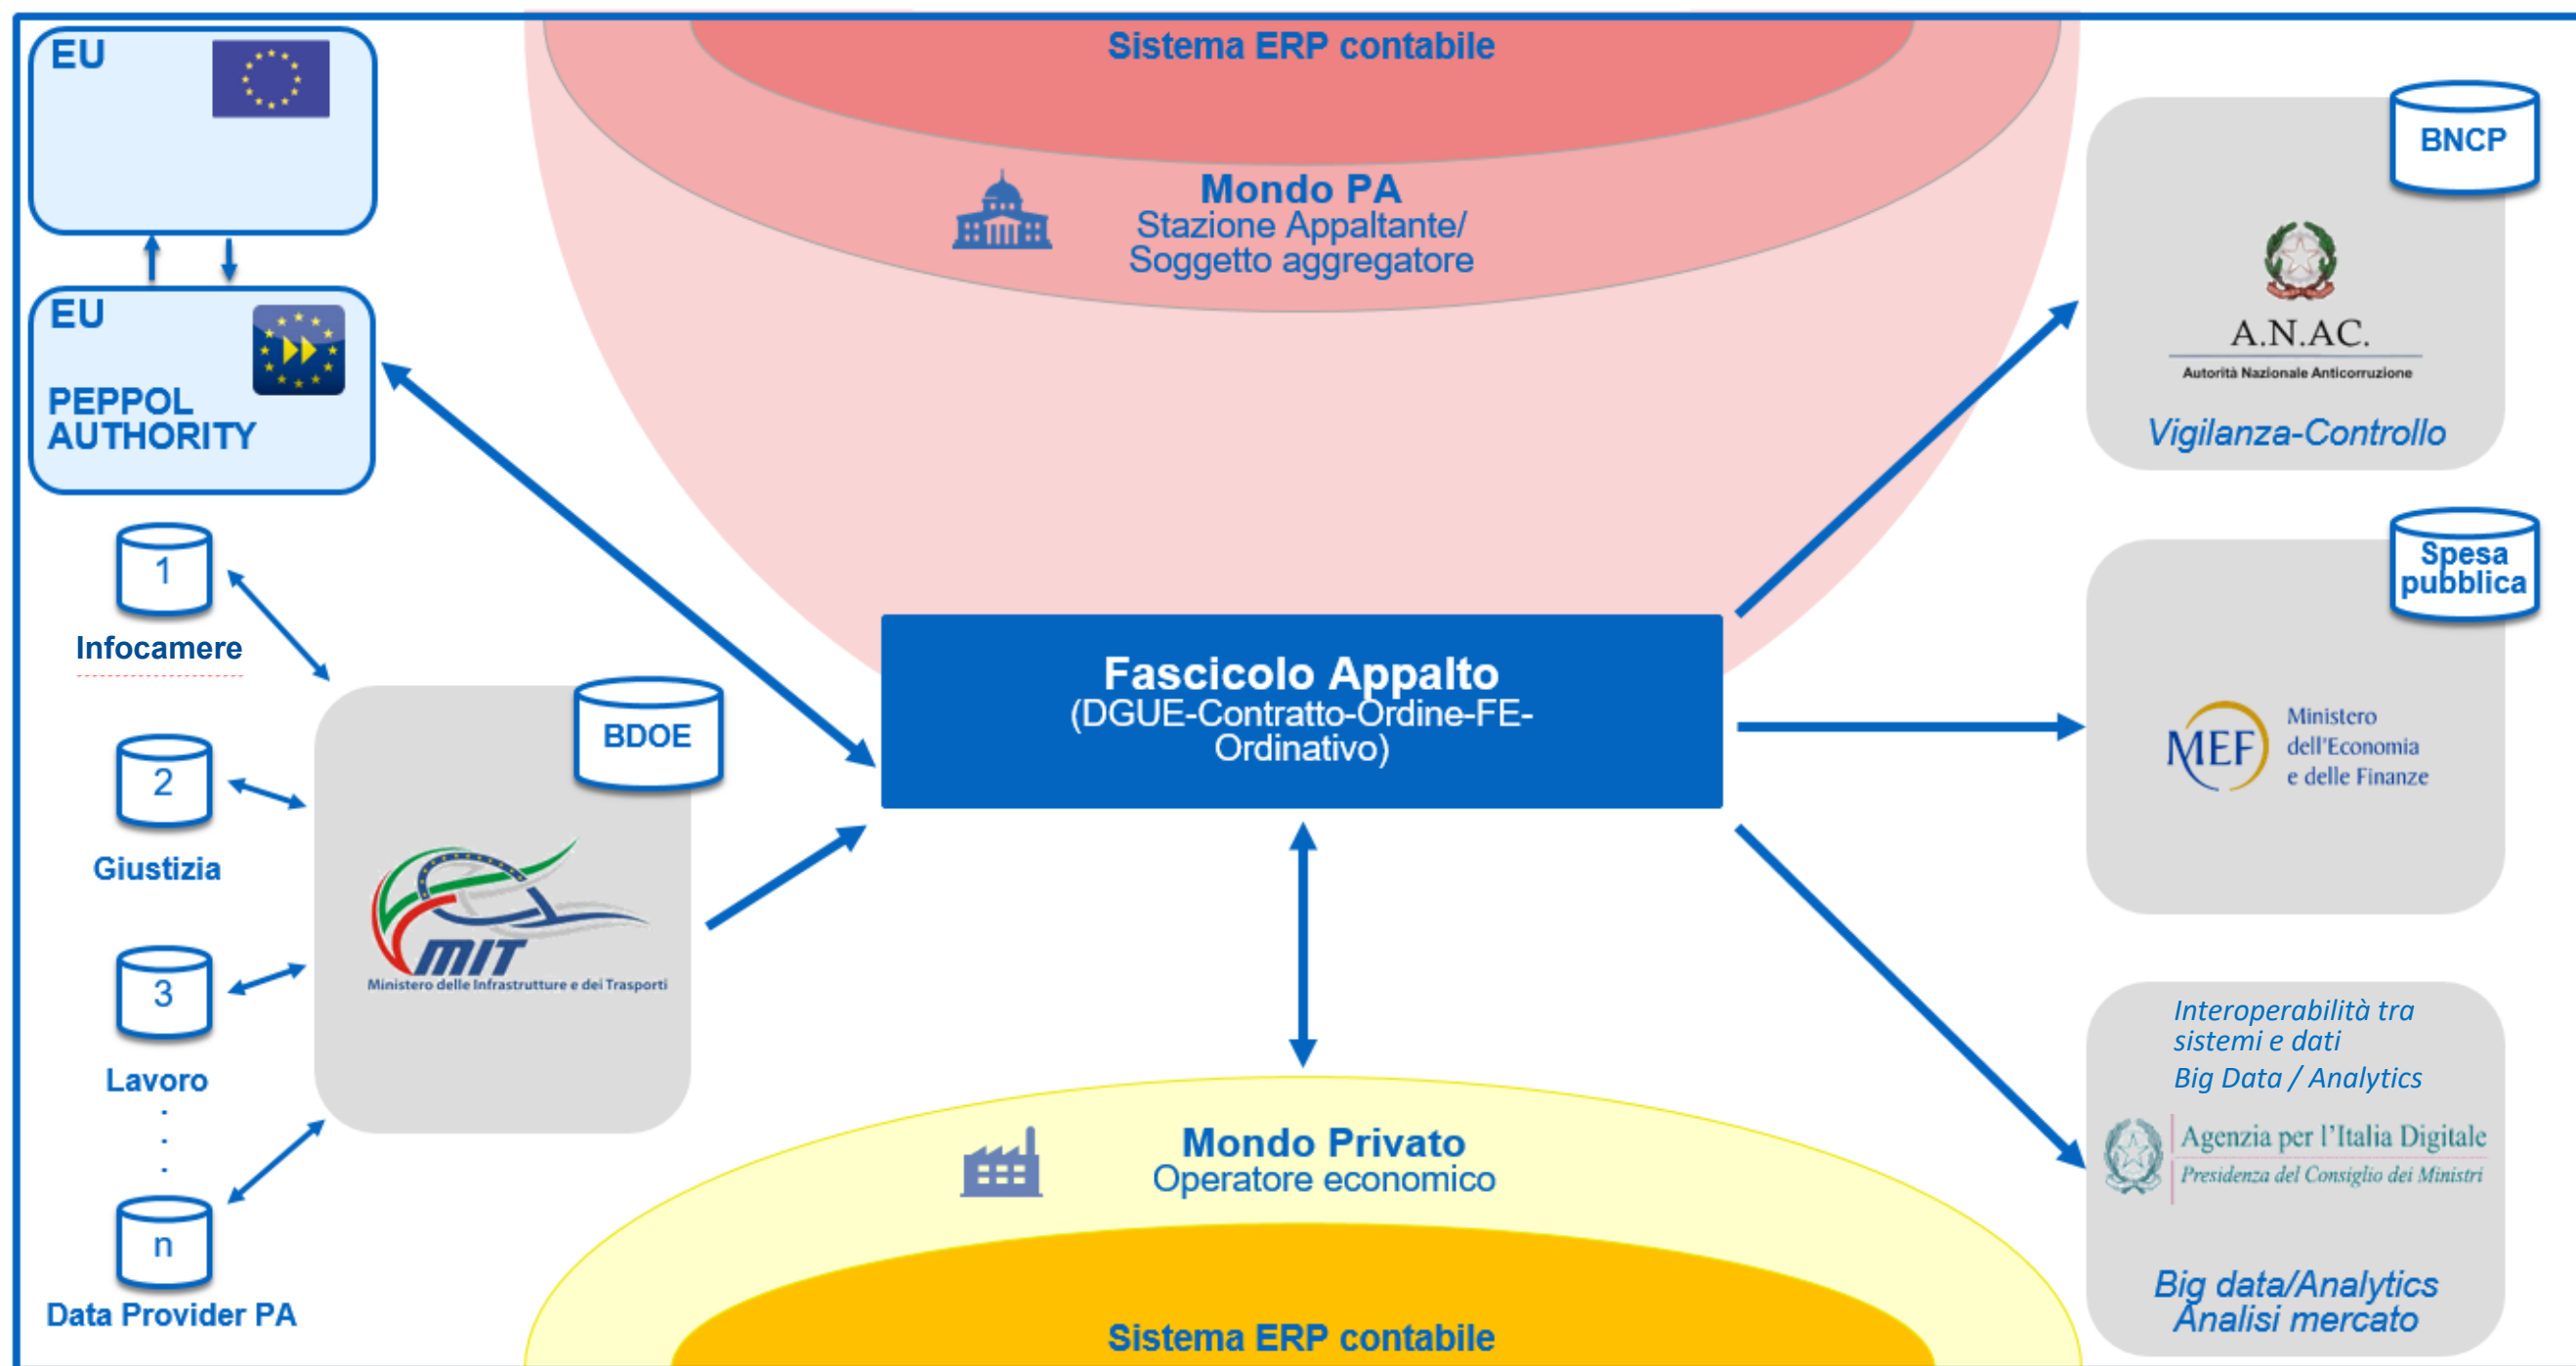 EU
EU
PEPPOL
AUTHORITY
1
Infocamere
2
Giustizia
3
Lavoro
.
.
.
n
Data Provider PA
BDOE
MIT
Ministero delle Infrastrutture e dei Trasporti
Sistema ERP contabile
Mondo PA
Stazione Appaltante/
Soggetto aggregatore
Fascicolo Appalto
(DGUE-Contratto-Ordine-FE-
Ordinativo)
Mondo Privato
Operatore economico
Sistema ERP contabile
BNCP
A.N.AC.
Autorità Nazionale Anticorruzione
Vigilanza-Controllo
Spesa
pubblica
MEF
Ministero
dell'Economia
e delle Finanze
Interoperabilità tra
sistemi e dati
Big Data / Analytics
Agenzia per l'Italia Digitale
Presidenza del Consiglio dei Ministri
Big data/Analytics
Analisi mercato